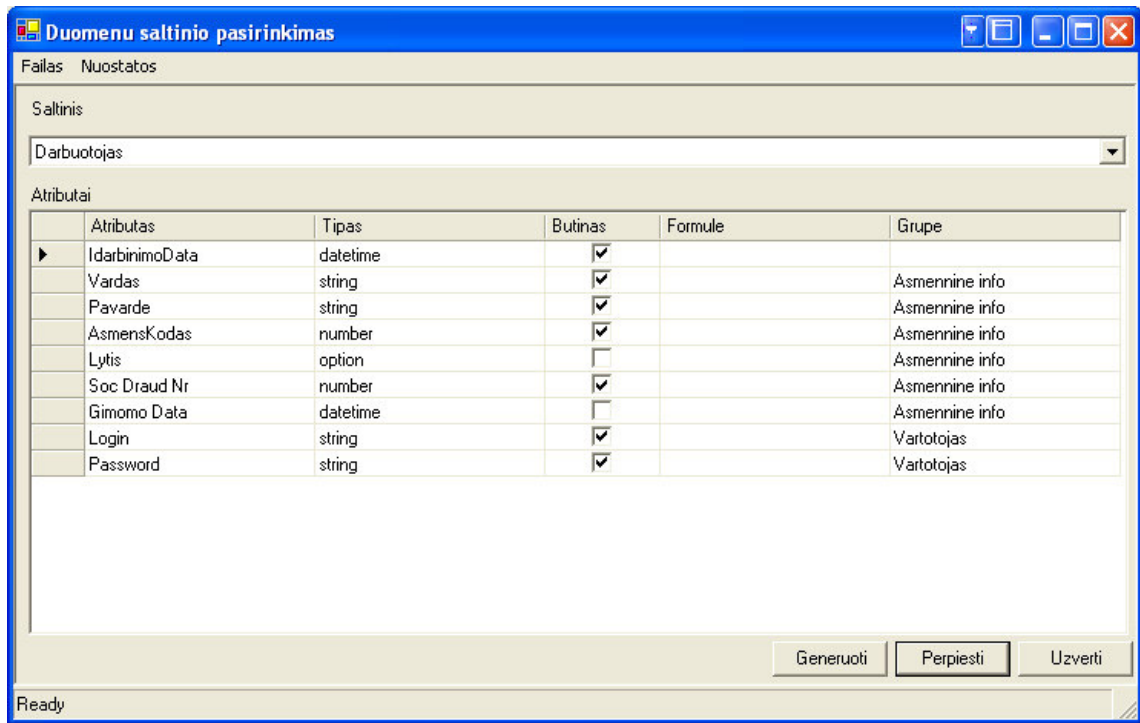 Duomenu saltinio pasirinkimas
Failas Nuostatos
Saltinis
Darbuotojas
Atributai
Atributas Tipas Butinas Formule Grupe
IdarbinimoData datetime
Vardas string Asmennine info
Pavarde string Asmennine info
AsmensKodas number Asmennine info
Lytis option Asmennine info
Soc Draud Nr number Asmennine info
Gimomo Data datetime Asmennine info
Login string Vartotojas
Password string Vartotojas
Generuoti Perpiesti Uzverti
Ready